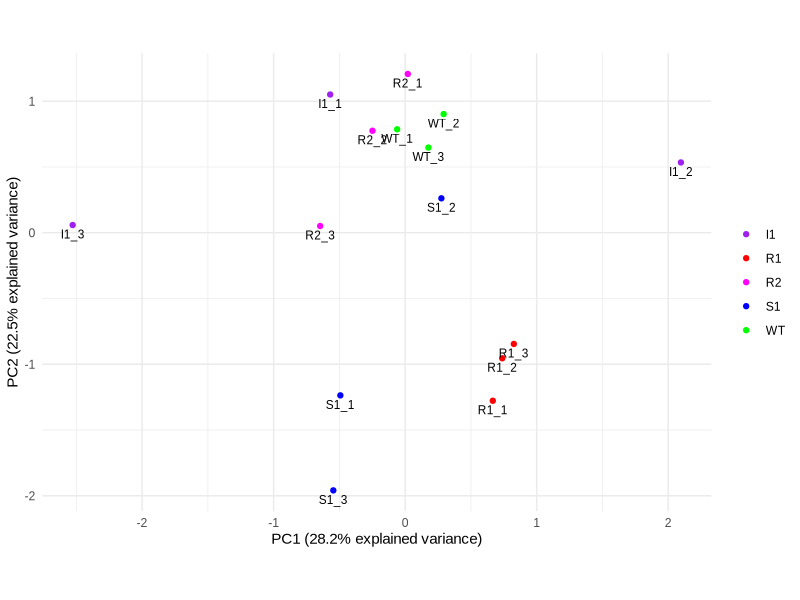 R2_1
I1_1
WT_2
R2_2
WT_1
WT_3
I1_2
S1_2
I1_3
R2_3
R1_3
R1_2
R1_1
S1_1
S1_3
1
0
-1
-2
-2
-1
0
1
2
PC1 (28.2% explained variance)
PC2 (22.5% explained variance)
I1
R1
R2
S1
WT